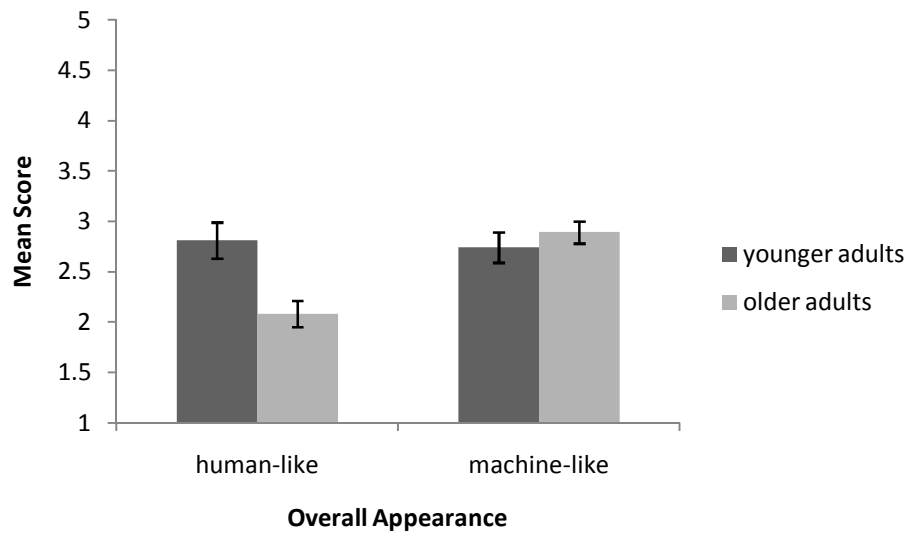 5
4.5
4
3.5
3
2.5
2
1.5
1
Mean Score
human-like
machine-like
Overall Appearance
younger adults
older adults